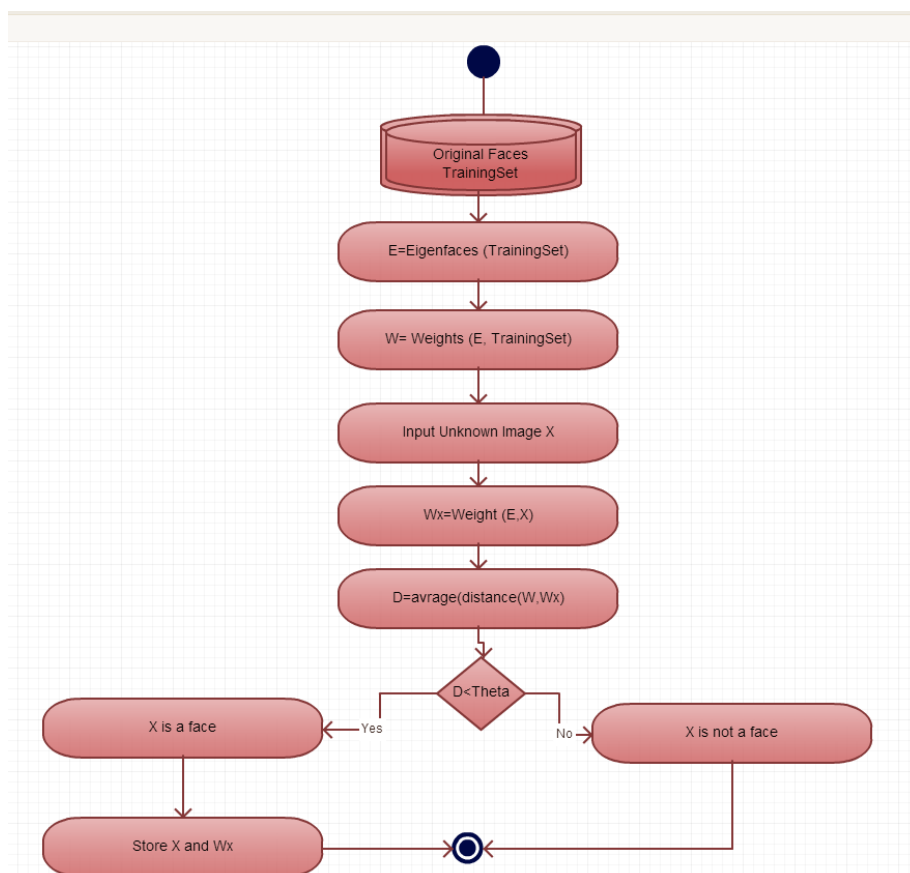 Original Faces
TrainingSet
E=Eigenfaces (TrainingSet)
W= Weights (E, TrainingSet)
Input Unknown Image X
Wx=Weight (E,X)
D=avrage(distance(W,Wx)
D<Theta
Yes
No
X is a face
X is not a face
Store X and Wx